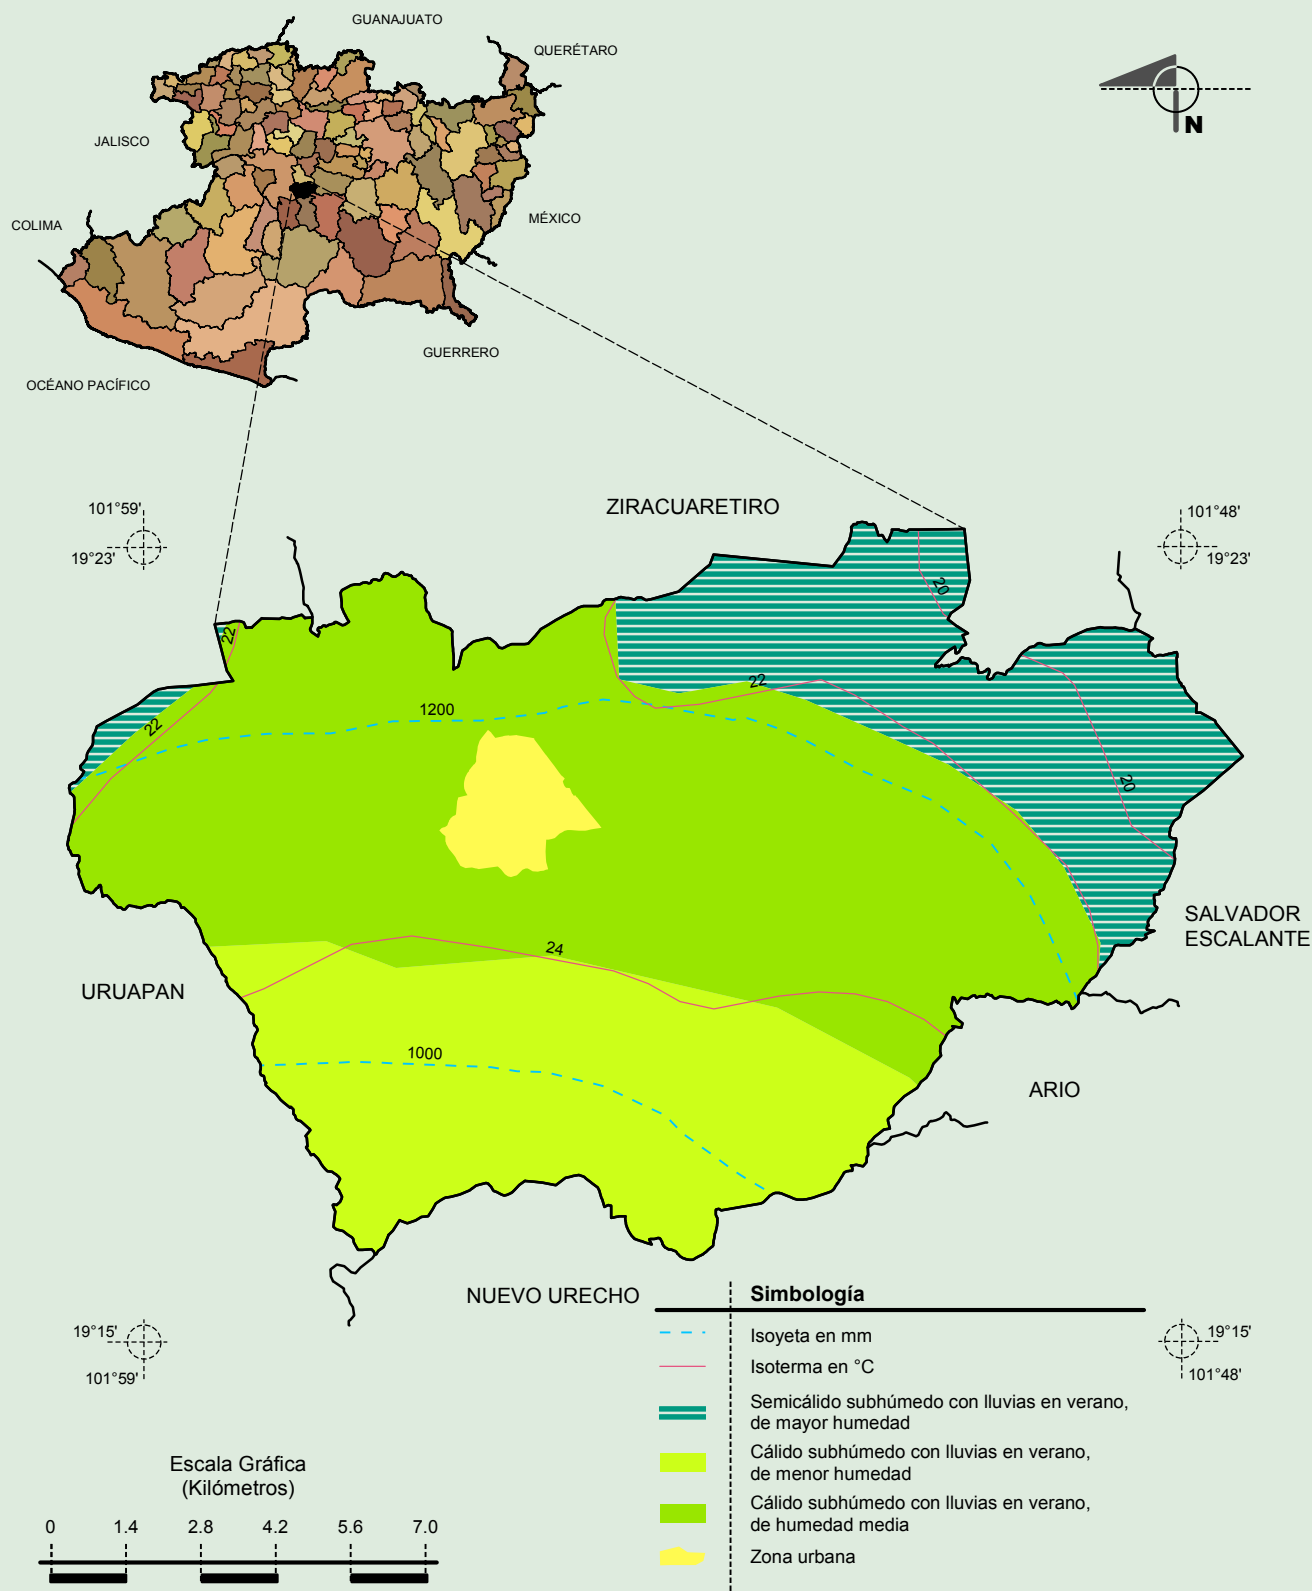 GUANAJUATO
QUERÉTARO
JALISCO
N
COLIMA
MÉXICO
GUERRERO
OCÉANO PACÍFICO
101°59'
19°23'
ZIRACUARETIRO
101°48'
19°23'
20
22
22
22
1200
20
24
SALVADOR
ESCALANTE
URUAPAN
1000
ARIO
NUEVO URECHO
19°15'
101°59'
19°15'
101°48'
Simbología
Isoyeta en mm
Isoterma en °C
Semicálido subhúmedo con lluvias en verano,
de mayor humedad
Cálido subhúmedo con lluvias en verano,
de menor humedad
Cálido subhúmedo con lluvias en verano,
de humedad media
Zona urbana
Escala Gráfica
(Kilómetros)
0 1.4 2.8 4.2 5.6 7.0